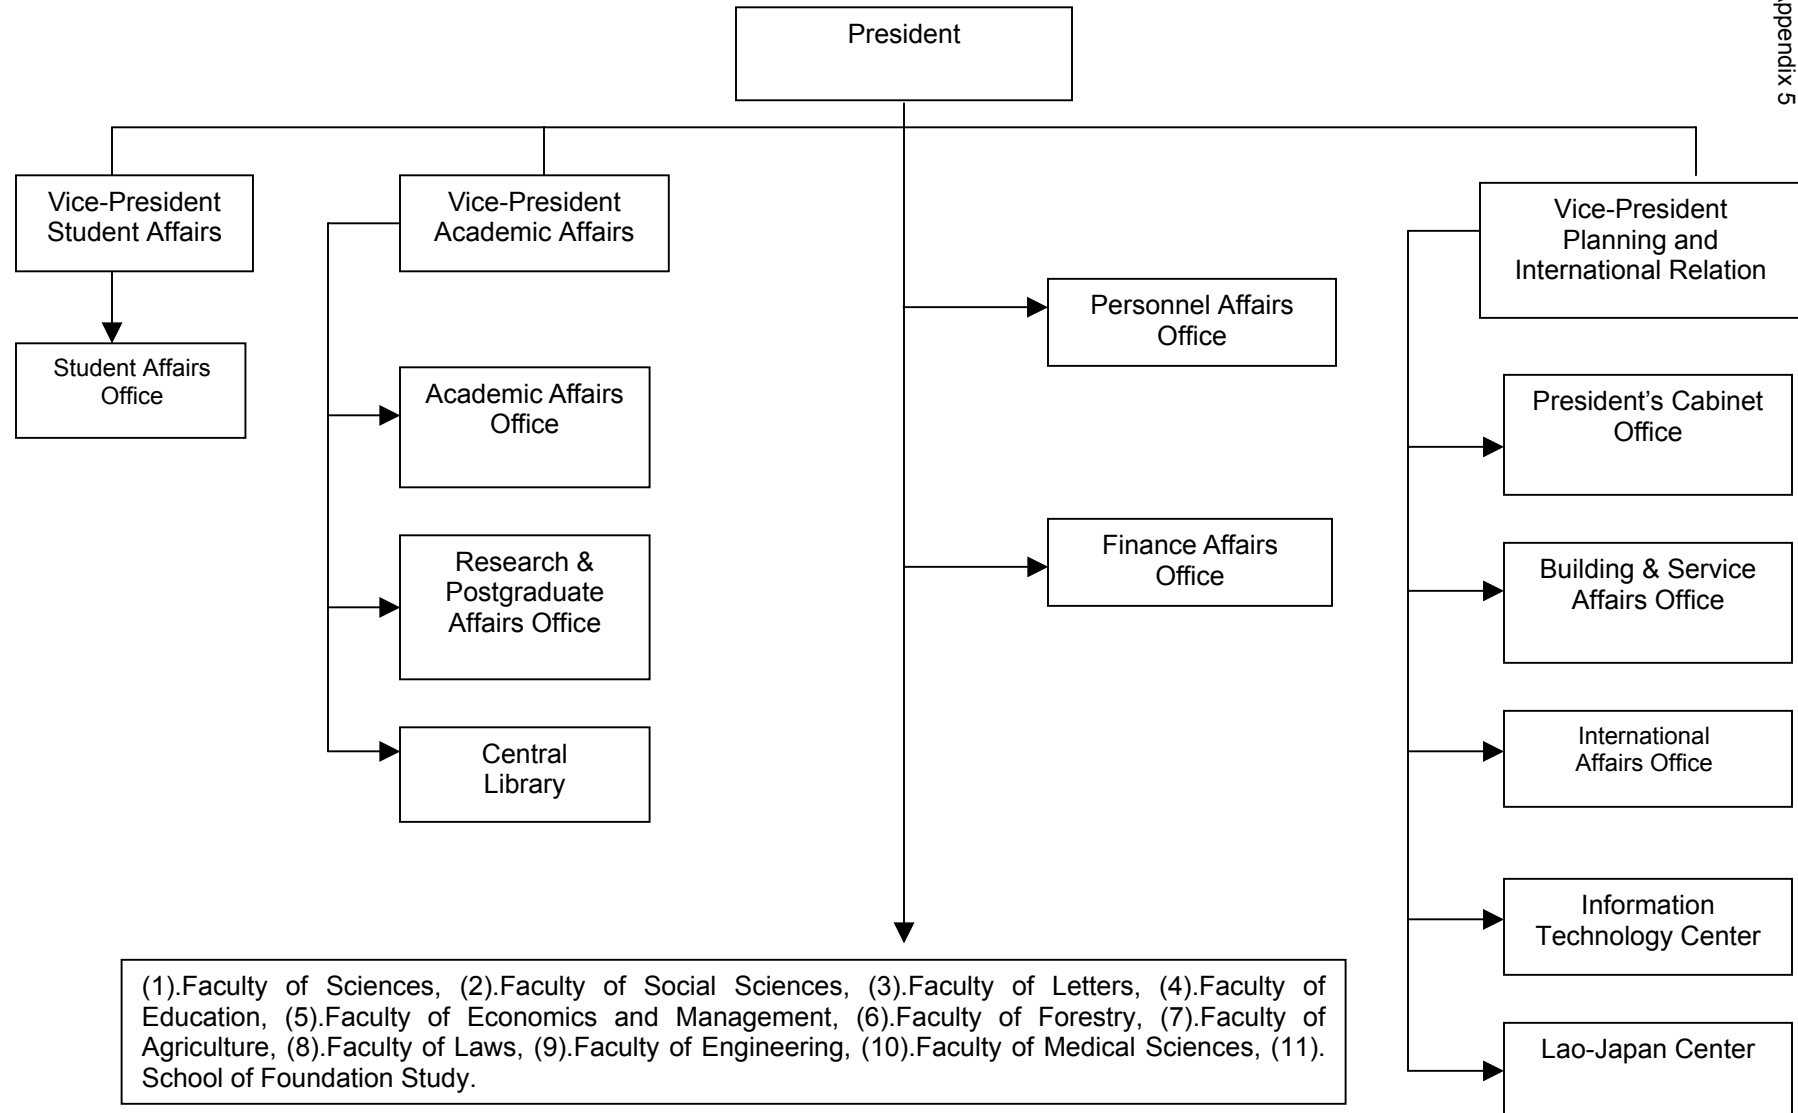 Appendix 5
President
Vice-President
Student Affairs
Vice-President
Academic Affairs
Vice-President
Planning and
International Relation
Personnel Affairs
Office
Student Affairs
Office
Academic Affairs
Office
President’s Cabinet
Office
Research &
Postgraduate
Affairs Office
Finance Affairs
Office
Building & Service
Affairs Office
Central
Library
International
Affairs Office
Information
Technology Center
(1).Faculty of Sciences, (2).Faculty of Social Sciences, (3).Faculty of Letters, (4).Faculty of
Education, (5).Faculty of Economics and Management, (6).Faculty of Forestry, (7).Faculty of
Agriculture, (8).Faculty of Laws, (9).Faculty of Engineering, (10).Faculty of Medical Sciences, (11).
School of Foundation Study.
Lao-Japan Center